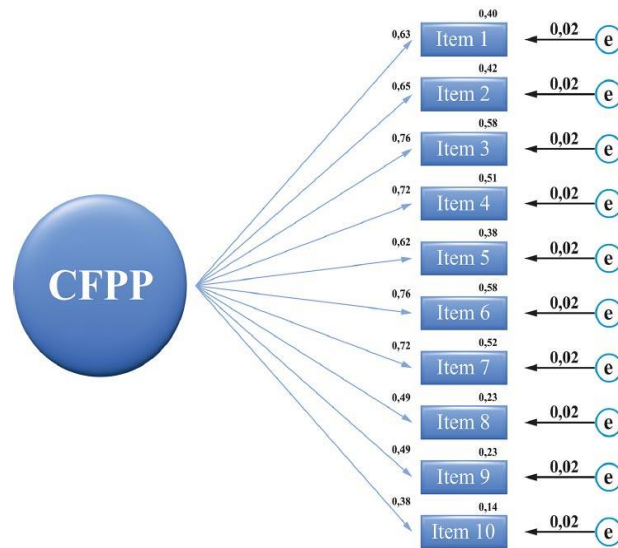 0,40
0,63 Item 1 0,02 e
0,42
0,65 Item 2 0,02 e
0,58
0,76 Item 3 0,02 e
0,51
0,72 Item 4 0,02 e
0,38
0,62 Item 5 0,02 e
CFPP
0,58
0,76 Item 6 0,02 e
0,52
0,72 Item 7 0,02 e
0,23
0,49 Item 8 0,02 e
0,23
0,49 Item 9 0,02 e
0,14
0,38 Item 10 0,02 e